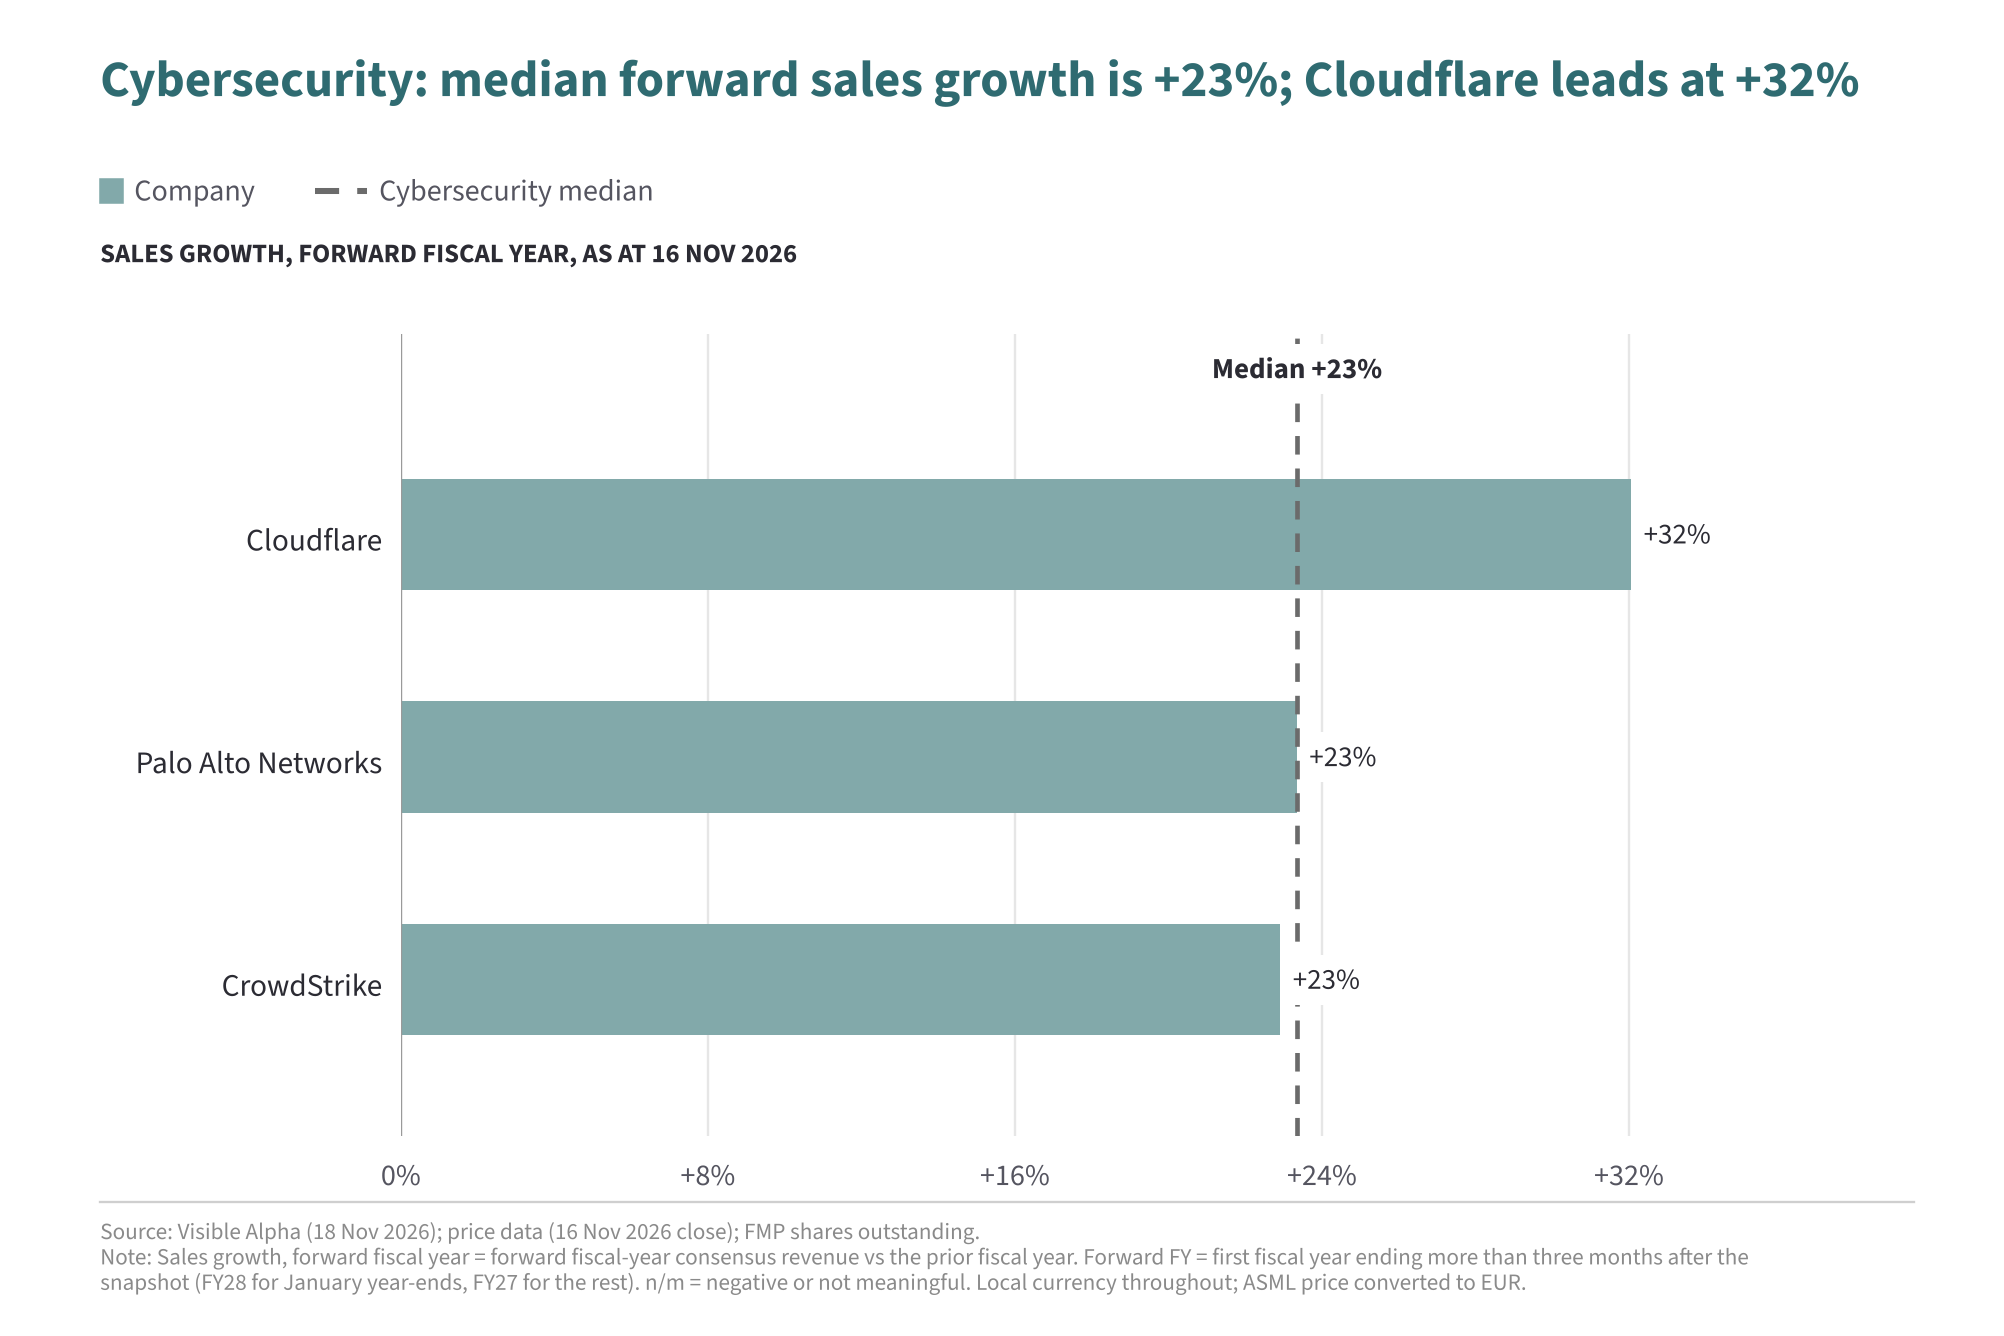 Cybersecurity: median forward sales growth is +23%; Cloudflare leads at +32%
Company
Cybersecurity median
SALES GROWTH, FORWARD FISCAL YEAR, AS AT 16 NOV 2026
Median +23%
Cloudflare
+32%
Palo Alto Networks
+23%
CrowdStrike
+23%
0%
+8%
+16%
+24%
+32%
Source: Visible Alpha (18 Nov 2026); price data (16 Nov 2026 close); FMP shares outstanding.
Note: Sales growth, forward fiscal year = forward fiscal-year consensus revenue vs the prior fiscal year. Forward FY = first fiscal year ending more than three months after the
snapshot (FY28 for January year-ends, FY27 for the rest). n/m = negative or not meaningful. Local currency throughout; ASML price converted to EUR.